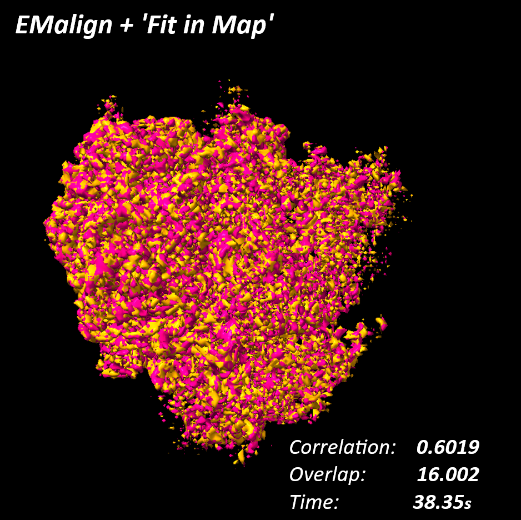 EMalign + 'Fit in Map'
Correlation: 0.6019
Overlap: 16.002
Time: 38.35s